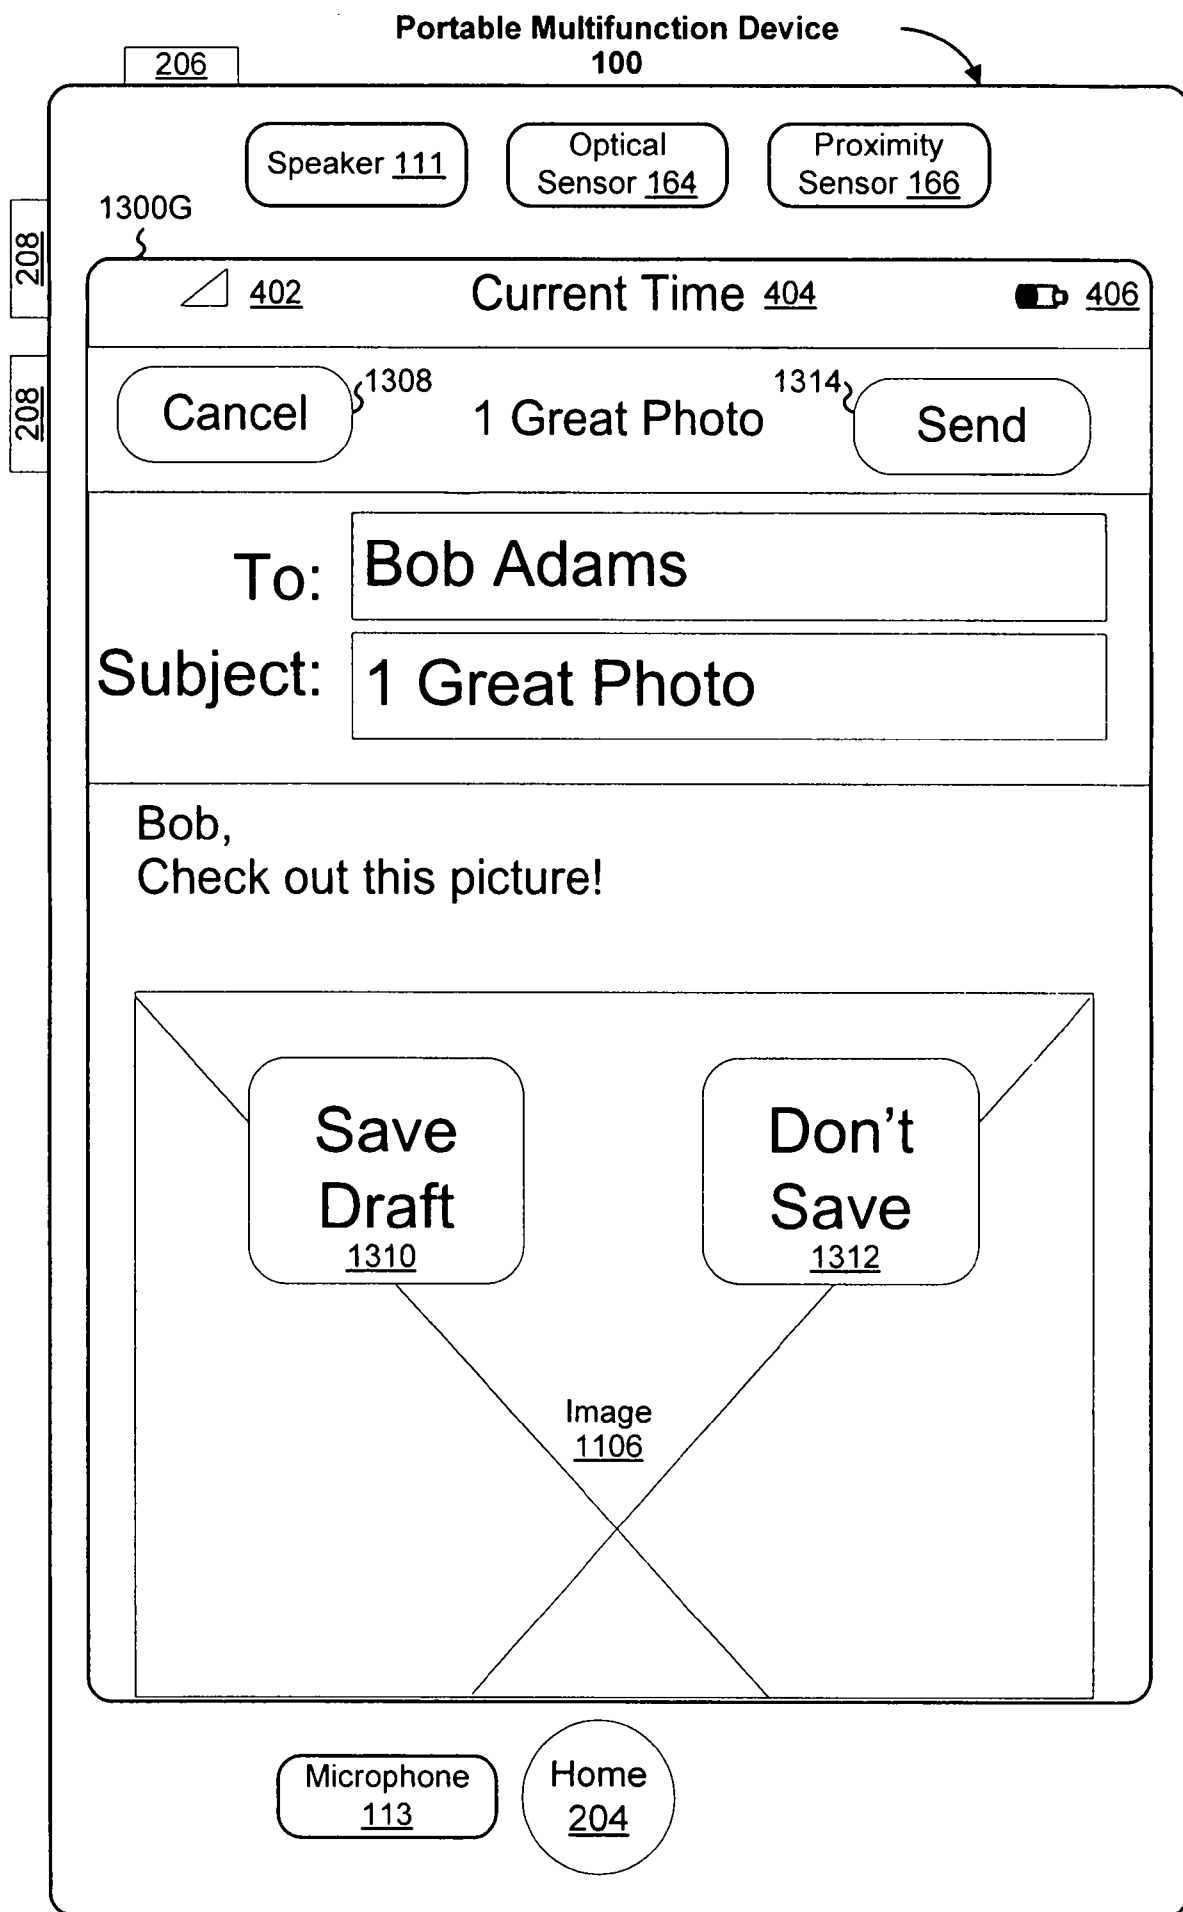 Portable Multifunction Device
100
206
Speaker 111
Optical
Sensor 164
Proximity
Sensor 166
208
1300G
402
Current Time 404
406
208
Cancel
1308
1 Great Photo
1314
Send
To:
Bob Adams
Subject:
1 Great Photo
Bob,
Check out this picture!
Save
Draft
1310
Don't
Save
1312
Image
1106
Microphone
113
Home
204